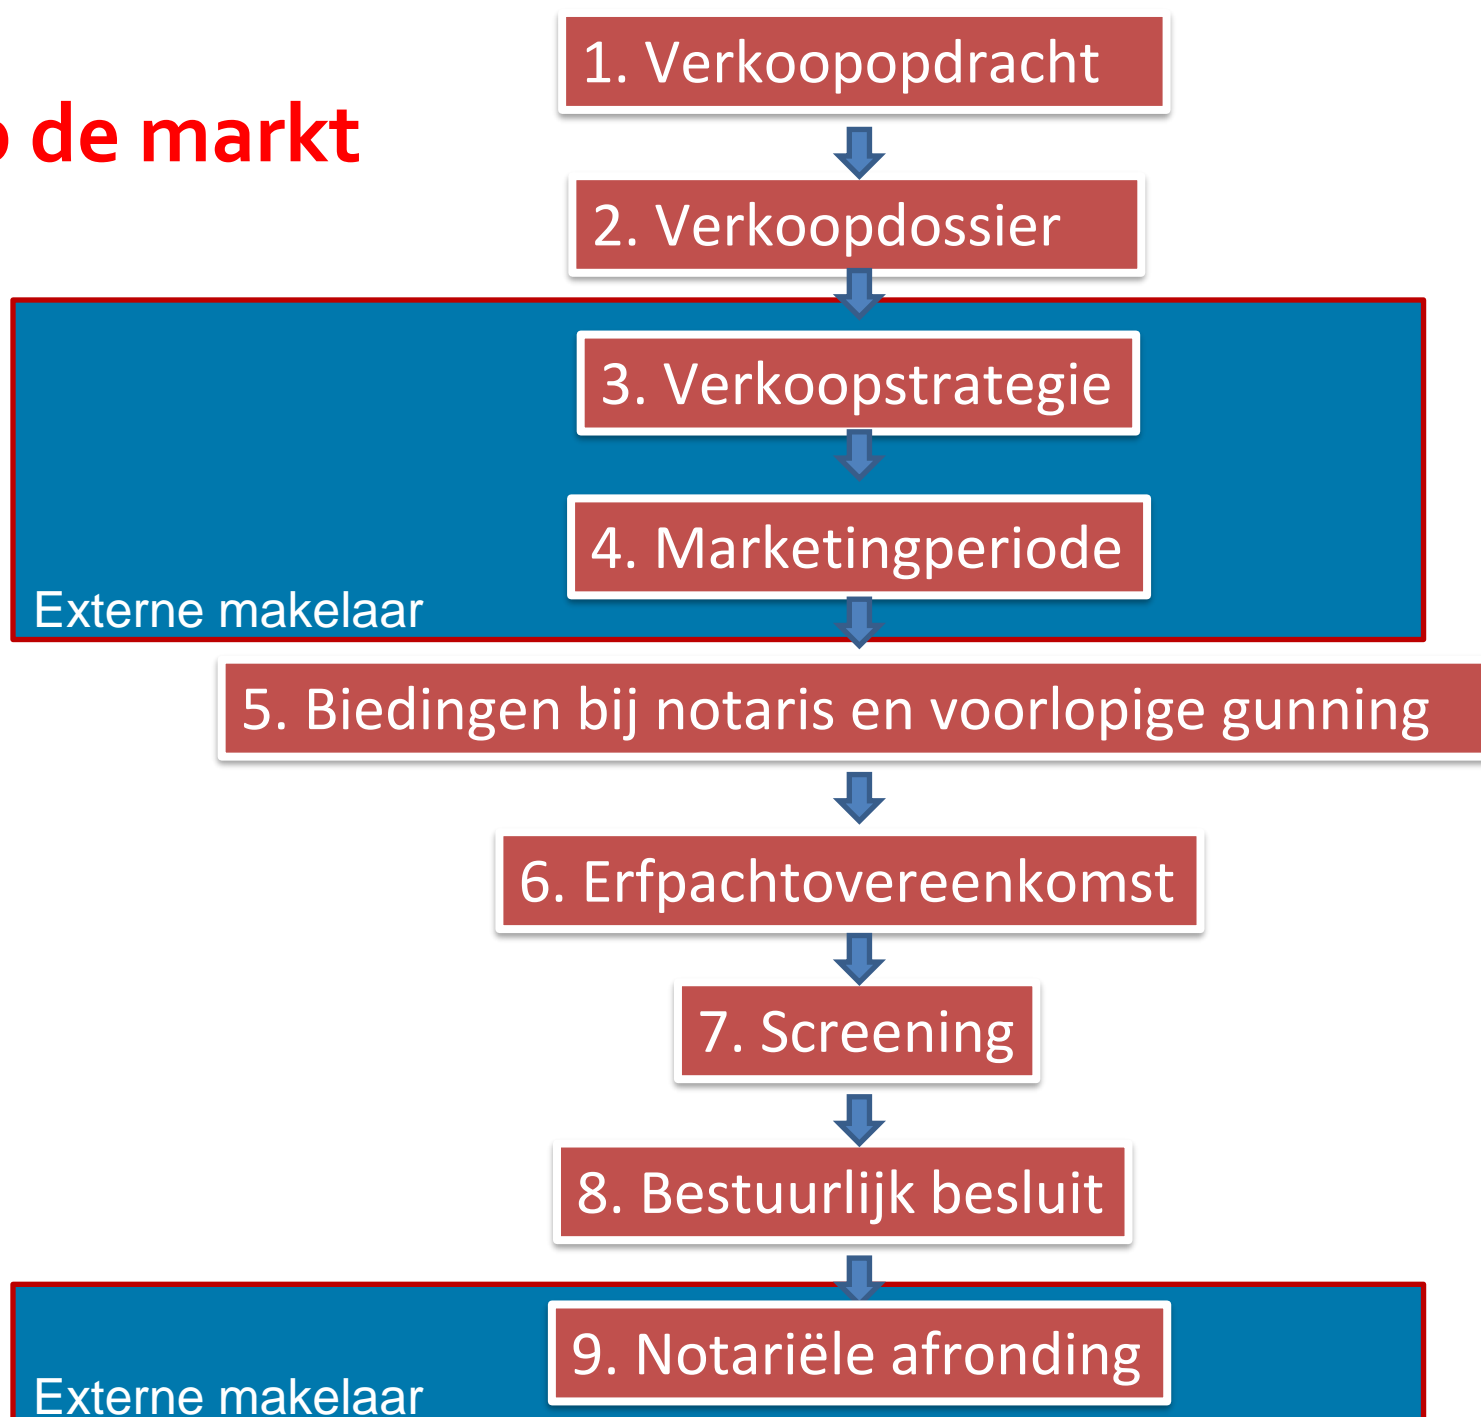 1. Verkoopopdracht
de markt
2. Verkoopdossier
3. Verkoopstrategie
4. Marketingperiode
Externe makelaar
5. Biedingen bij notaris en voorlopige gunning
6. Erfpachtovereenkomst
7. Screening
8. Bestuurlijk besluit
9. Notariële afronding
Externe makelaar